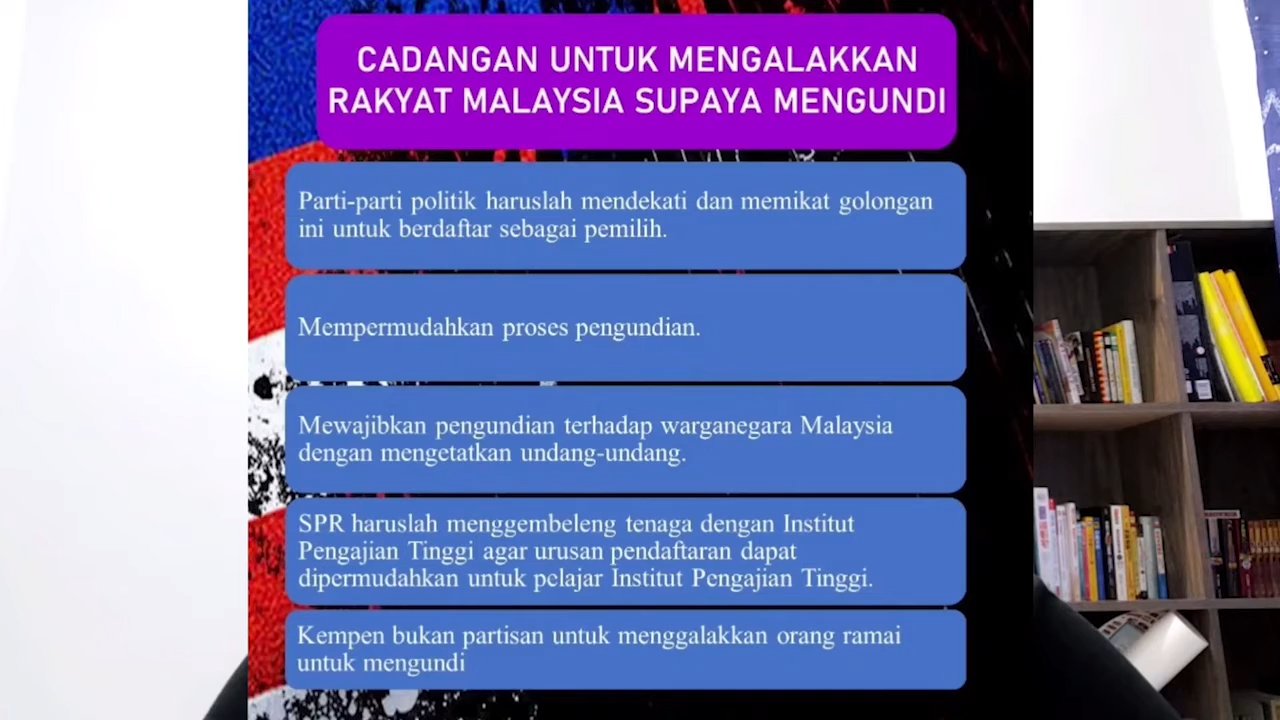 CADANGAN UNTUK MENGALAKKAN
RAKYAT MALAYSIA SUPAYA MENGUNDI
Parti-parti politik haruslah mendekati dan memikat golongan
ini untuk berdaftar sebagai pemilih.
Mempermudahkan proses pengundian.
Mewajibkan pengundian terhadap warganegara Malaysia
dengan mengetatkan undang-undang.
SPR haruslah menggembeleng tenaga dengan Institut
Pengajian Tinggi agar urusan pendaftaran dapat
dipermudahkan untuk pelajar Institut Pengajian Tinggi.
Kempen bukan partisan untuk menggalakkan orang ramai
untuk mengundi